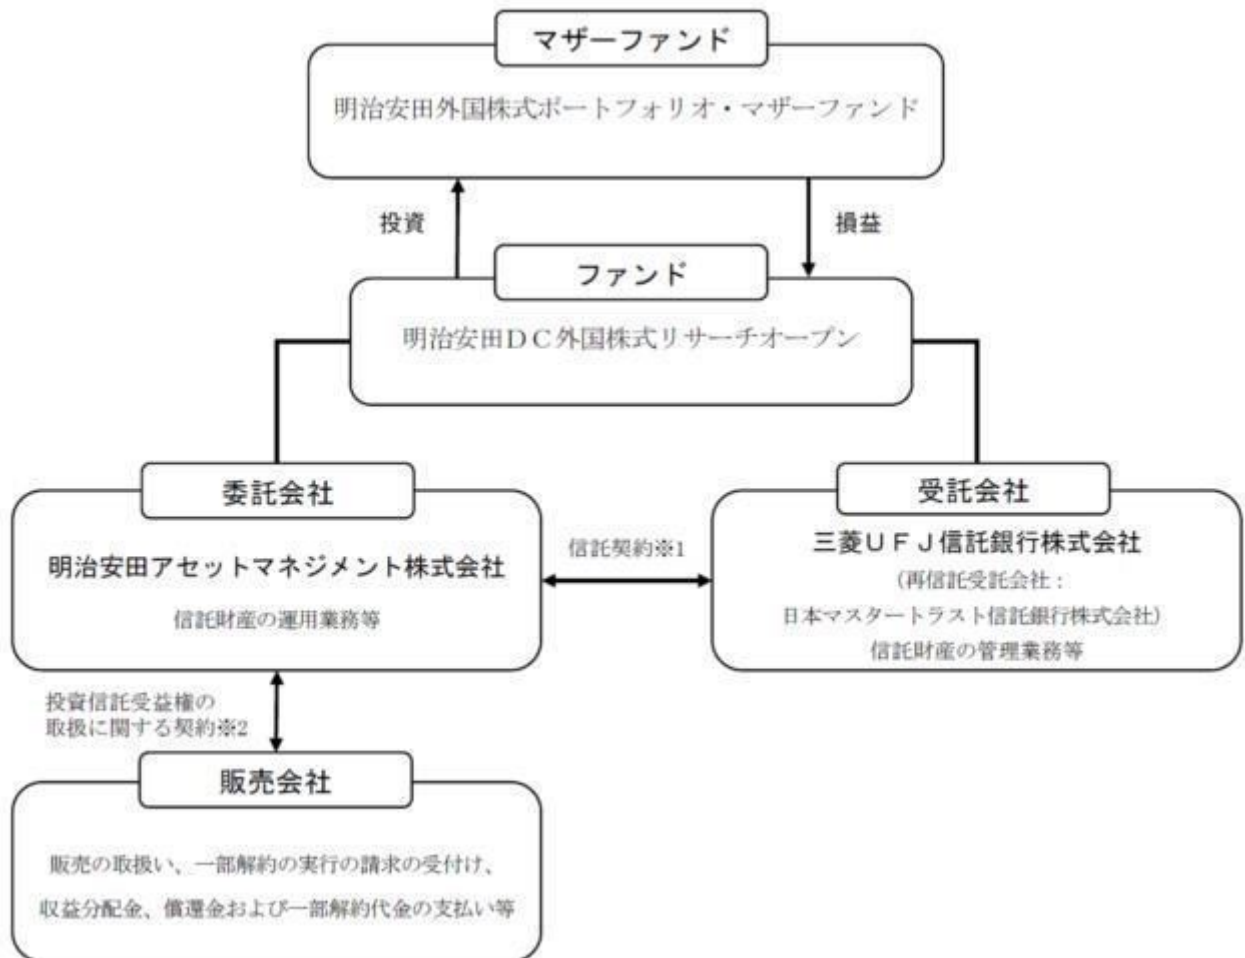 マザーファンド
明治安田外国株式ポートフォリオ・マザーファンド
投資
損益
ファンド
明治安田ＤＣ外国株式リサーチオープン
委託会社
明治安田アセットマネジメント株式会社
信託財産の運用業務等
信託契約※1
受託会社
三菱ＵＦＪ信託銀行株式会社
（再信託受託会社：
日本マスタートラスト信託銀行株式会社）
信託財産の管理業務等
投資信託受益権の
取扱に関する契約※2
販売会社
販売の取扱い、一部解約の実行の請求の受付け、
収益分配金、償還金および一部解約代金の支払い等